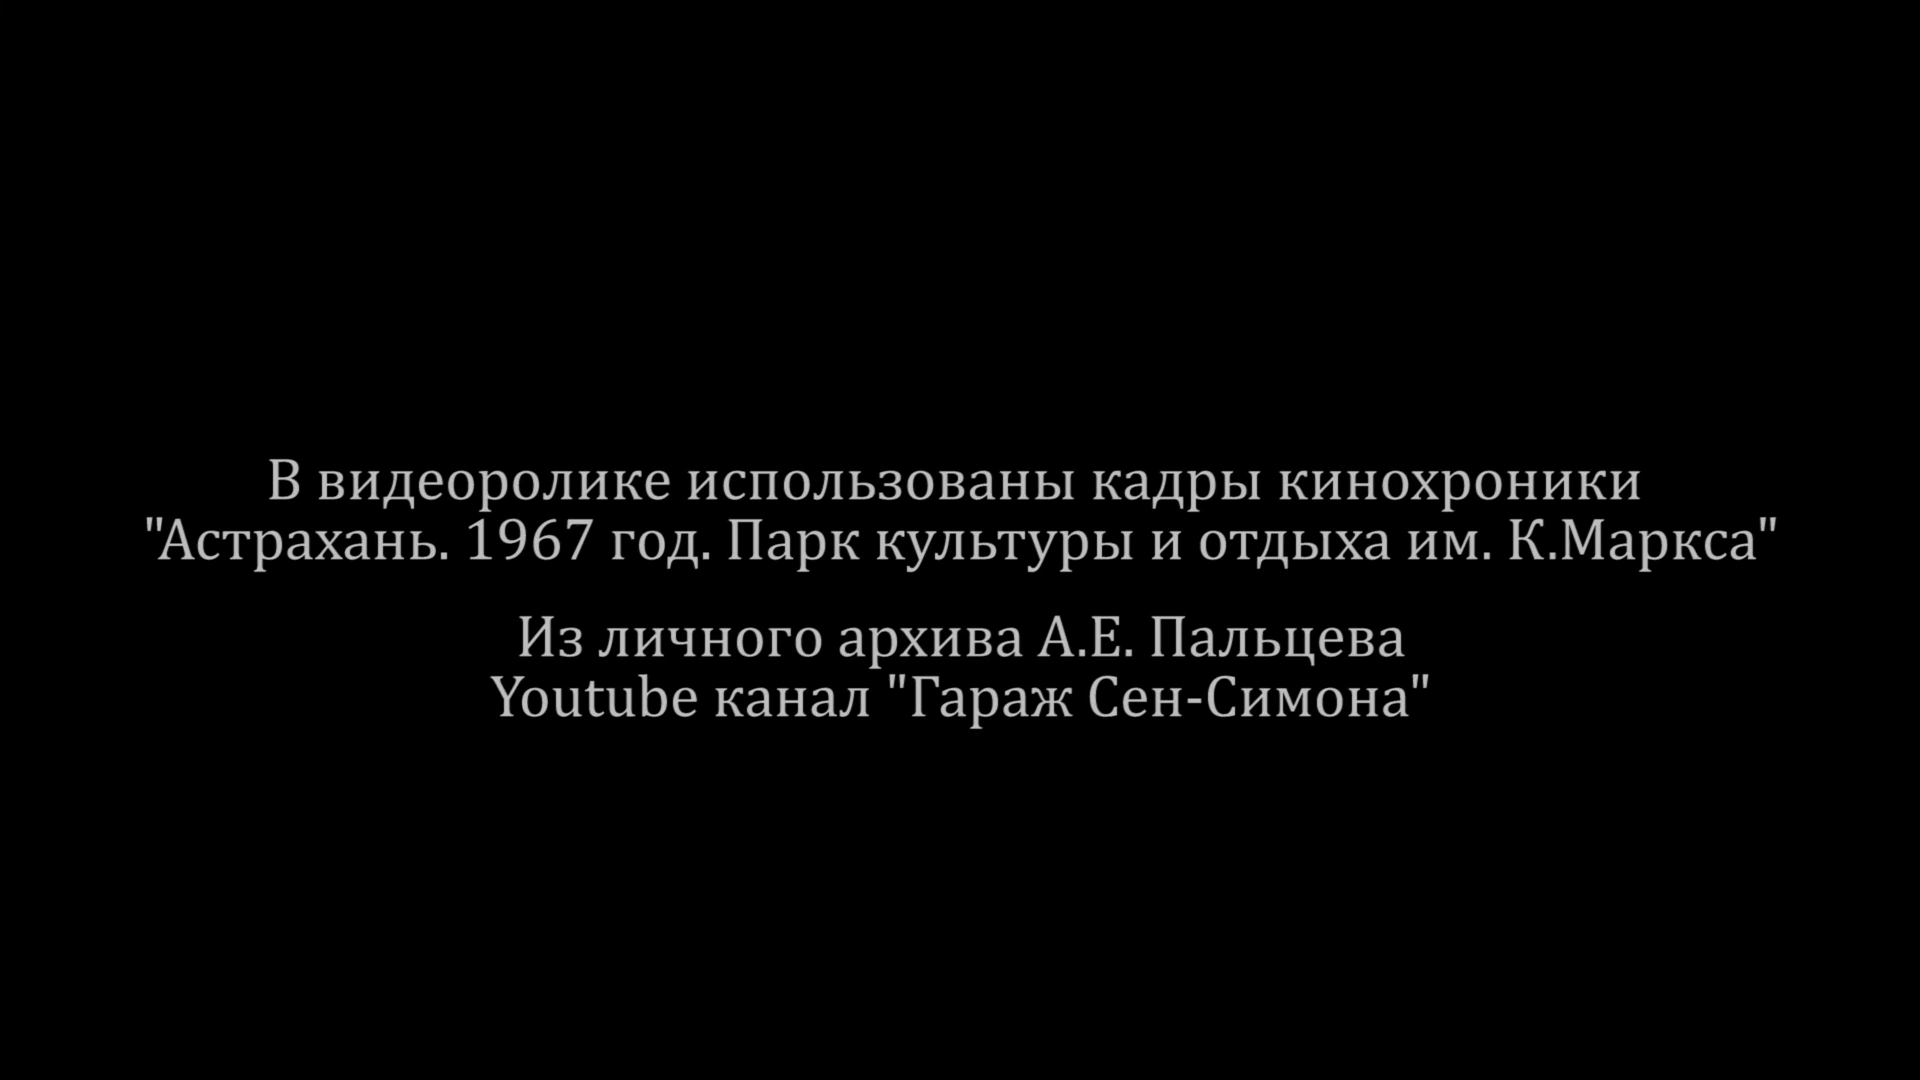 В видеоролике использованы кадры кинохроники
"Астрахань. 1967 год. Парк культуры и отдыха им. К.Маркса"
Из личного архива А.Е. Пальцева
Youtube канал "Гараж Сен-Симона"